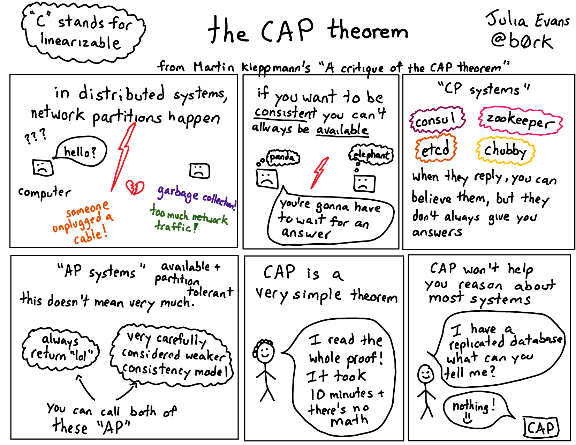 "C" stands for
linearizable
the CAP theorem
Julia Evans
@b0rk
from Martin Kleppmann's "A critique of the CAP theorem"
in distributed systems,
network partitions happen
???
hello?
computer
someone
unplugged a
cable!
garbage collection!
too much network
traffic?
if you want to be
consistent you can't
always be available
panda
elephant
you're gonna have
to wait for an
answer
"CP systems"
consul
zookeeper
etcd
chubby
when they reply, you can
believe them, but they
don't always give you
answers
"AP systems"
available +
partition
tolerant
this doesn't mean very much.
always
return "lol"
very carefully
considered weaker
consistency model!
you can call both of
these "AP"
CAP is a
very simple theorem
I read the
whole proof!
It took
10 minutes +
there's no
math
CAP won't help
you reason about
most systems
I have a
replicated database
what can you
tell me?
nothing!
CAP